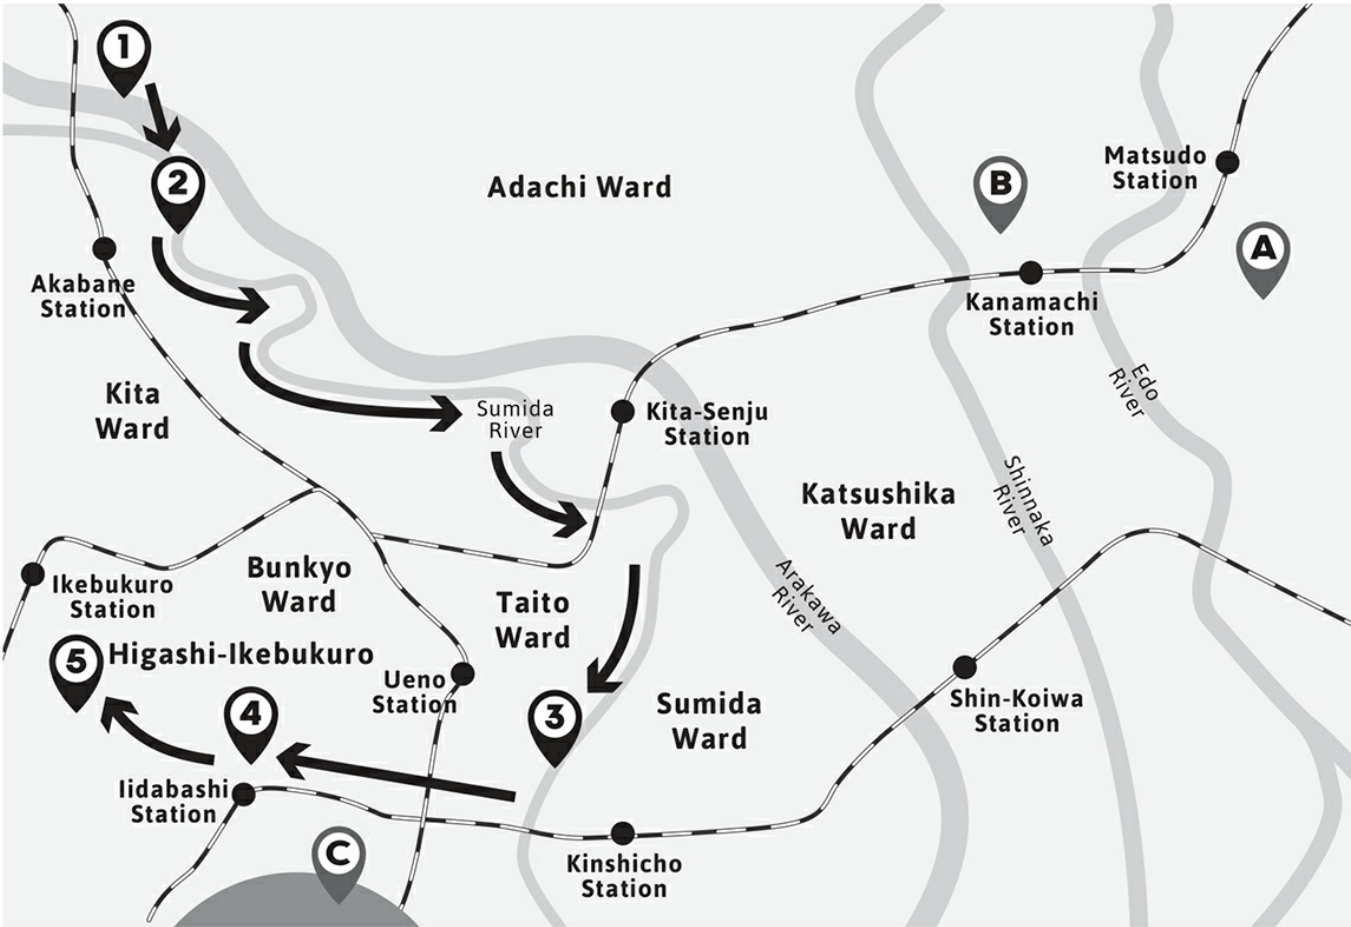 1
2
B
Matsudo
Station
Adachi Ward
A
Akabane
Station
Kanamachi
Station
Kita
Ward
Sumida
River
Kita-Senju
Station
Edo
River
Katsushika
Ward
Shinnaka
River
Ikebukuro
Station
Bunkyo
Ward
Taito
Ward
Arakawa
River
5
Higashi-Ikebukuro
Ueno
Station
4
3
Sumida
Ward
Shin-Koiwa
Station
Iidabashi
Station
C
Kinshicho
Station